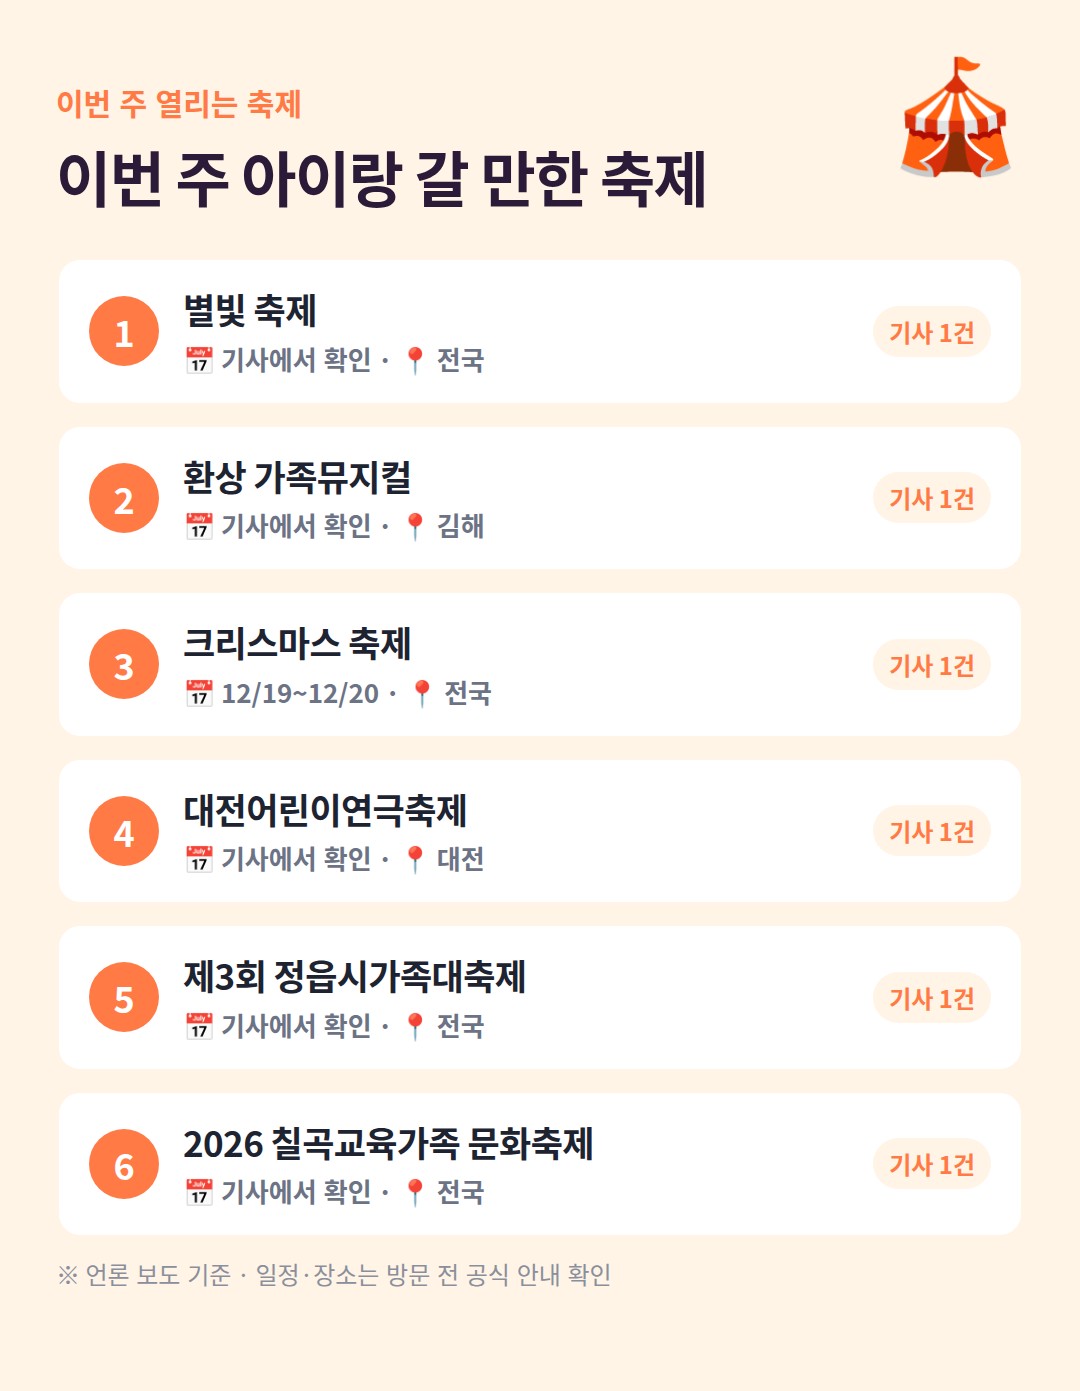 이번 주 열리는 축제
이번 주 아이랑 갈 만한 축제
1
별빛 축제
📅 기사에서 확인 · 📍 전국
기사 1건
2
환상 가족뮤지컬
📅 기사에서 확인 · 📍 김해
기사 1건
3
크리스마스 축제
📅 12/19~12/20 · 📍 전국
기사 1건
4
대전어린이연극축제
📅 기사에서 확인 · 📍 대전
기사 1건
5
제3회 정읍시가족대축제
📅 기사에서 확인 · 📍 전국
기사 1건
6
2026 칠곡교육가족 문화축제
📅 기사에서 확인 · 📍 전국
기사 1건
※ 언론 보도 기준 · 일정·장소는 방문 전 공식 안내 확인